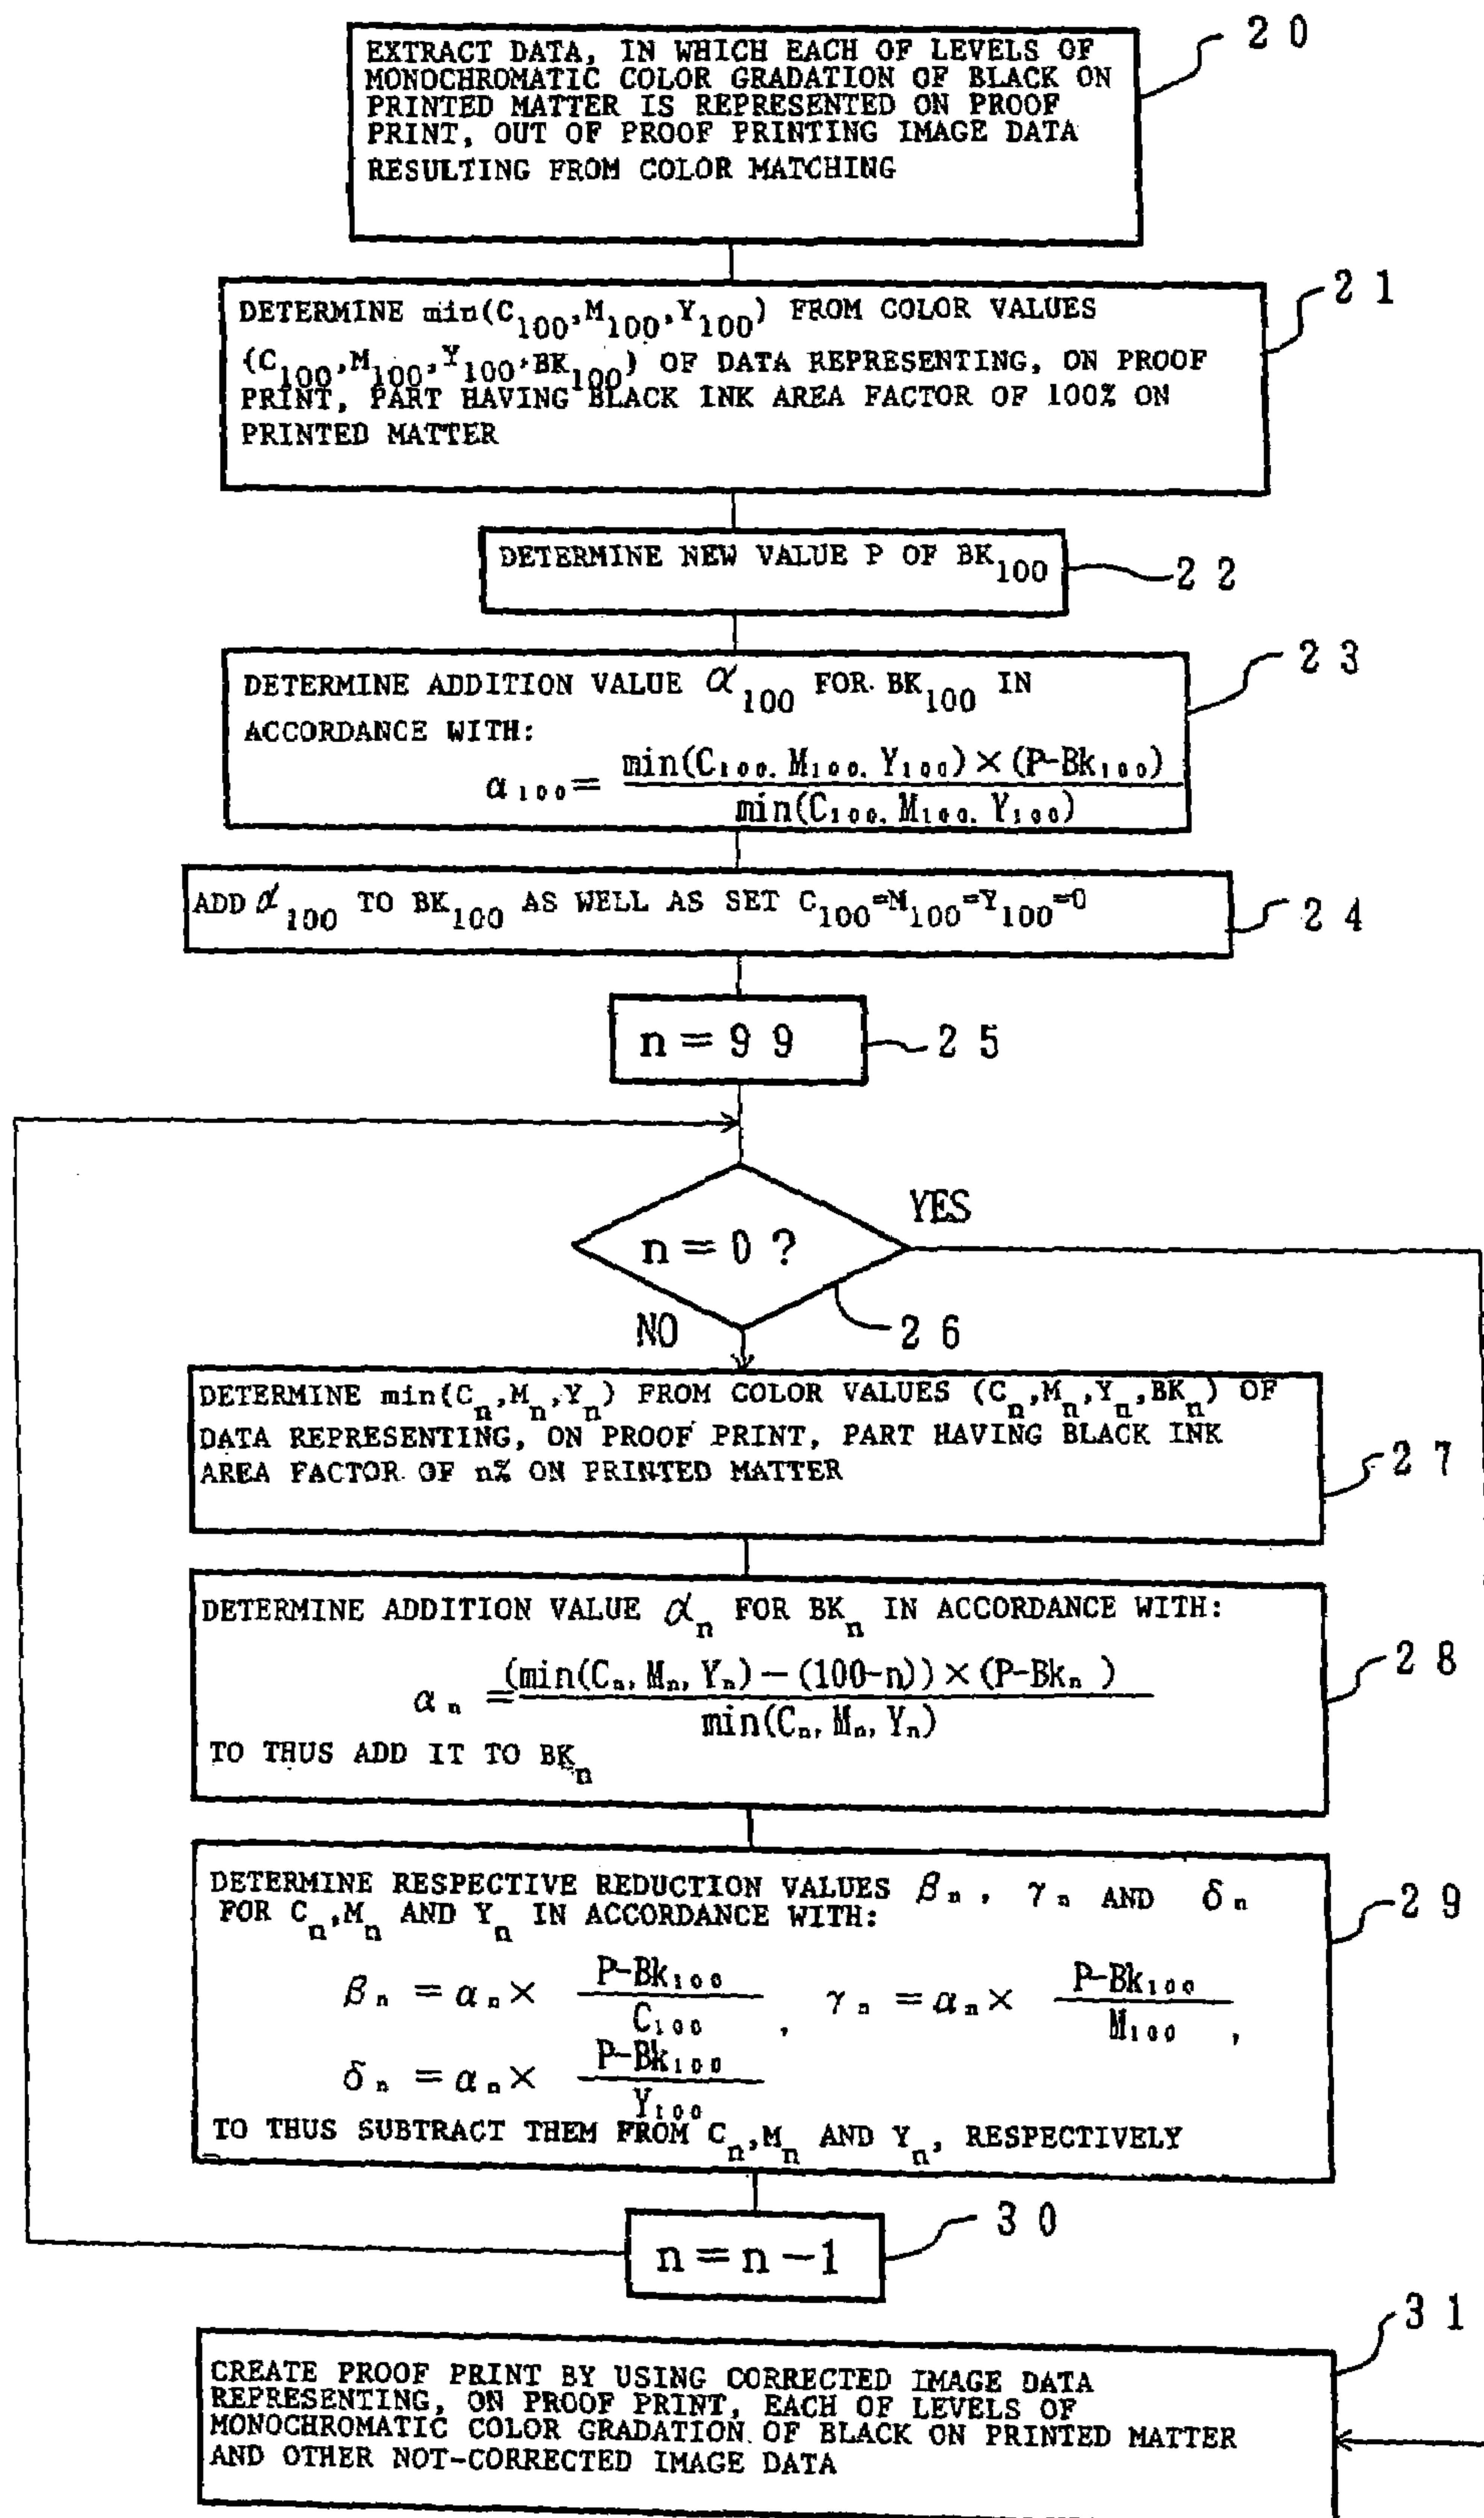 20
EXTRACT DATA, IN WHICH EACH OF LEVELS OF
MONOCHROMATIC COLOR GRADATION OF BLACK ON
PRINTED MATTER IS REPRESENTED ON PROOF
PRINT, OUT OF PROOF PRINTING IMAGE DATA
RESULTING FROM COLOR MATCHING
21
DETERMINE min(C100,M100,Y100) FROM COLOR VALUES
(C100,M100,Y100,BK100) OF DATA REPRESENTING, ON PROOF
PRINT, PART HAVING BLACK INK AREA FACTOR OF 100% ON
PRINTED MATTER
DETERMINE NEW VALUE P OF BK100
22
23
DETERMINE ADDITION VALUE α100 FOR BK100 IN
ACCORDANCE WITH:
α100= min(C100, M100, Y100)×(P-Bk100)
min(C100, M100, Y100)
ADD α100 TO BK100 AS WELL AS SET C100=M100=Y100=0
24
n=99
25
YES
n=0?
NO
26
DETERMINE min(Cn,Mn,Yn) FROM COLOR VALUES (Cn,Mn,Yn,BKn) OF
DATA REPRESENTING, ON PROOF PRINT, PART HAVING BLACK INK
AREA FACTOR OF n% ON PRINTED MATTER
27
DETERMINE ADDITION VALUE αn FOR BKn IN ACCORDANCE WITH:
28
αn =(min(Cn, Mn, Yn)-(100-n))×(P-Bkn)
min(Cn, Mn, Yn)
TO THUS ADD IT TO BKn
DETERMINE RESPECTIVE REDUCTION VALUES βn, γn AND δn
29
FOR Cn,Mn AND Yn IN ACCORDANCE WITH:
βn =αn× P-Bk100 / C100 , γn =αn× P-Bk100 / M100 ,
δn =αn× P-Bk100 / Y100
TO THUS SUBTRACT THEM FROM Cn,Mn AND Yn, RESPECTIVELY
30
n=n-1
31
CREATE PROOF PRINT BY USING CORRECTED IMAGE DATA
REPRESENTING, ON PROOF PRINT, EACH OF LEVELS OF
MONOCHROMATIC COLOR GRADATION OF BLACK ON PRINTED MATTER
AND OTHER NOT-CORRECTED IMAGE DATA